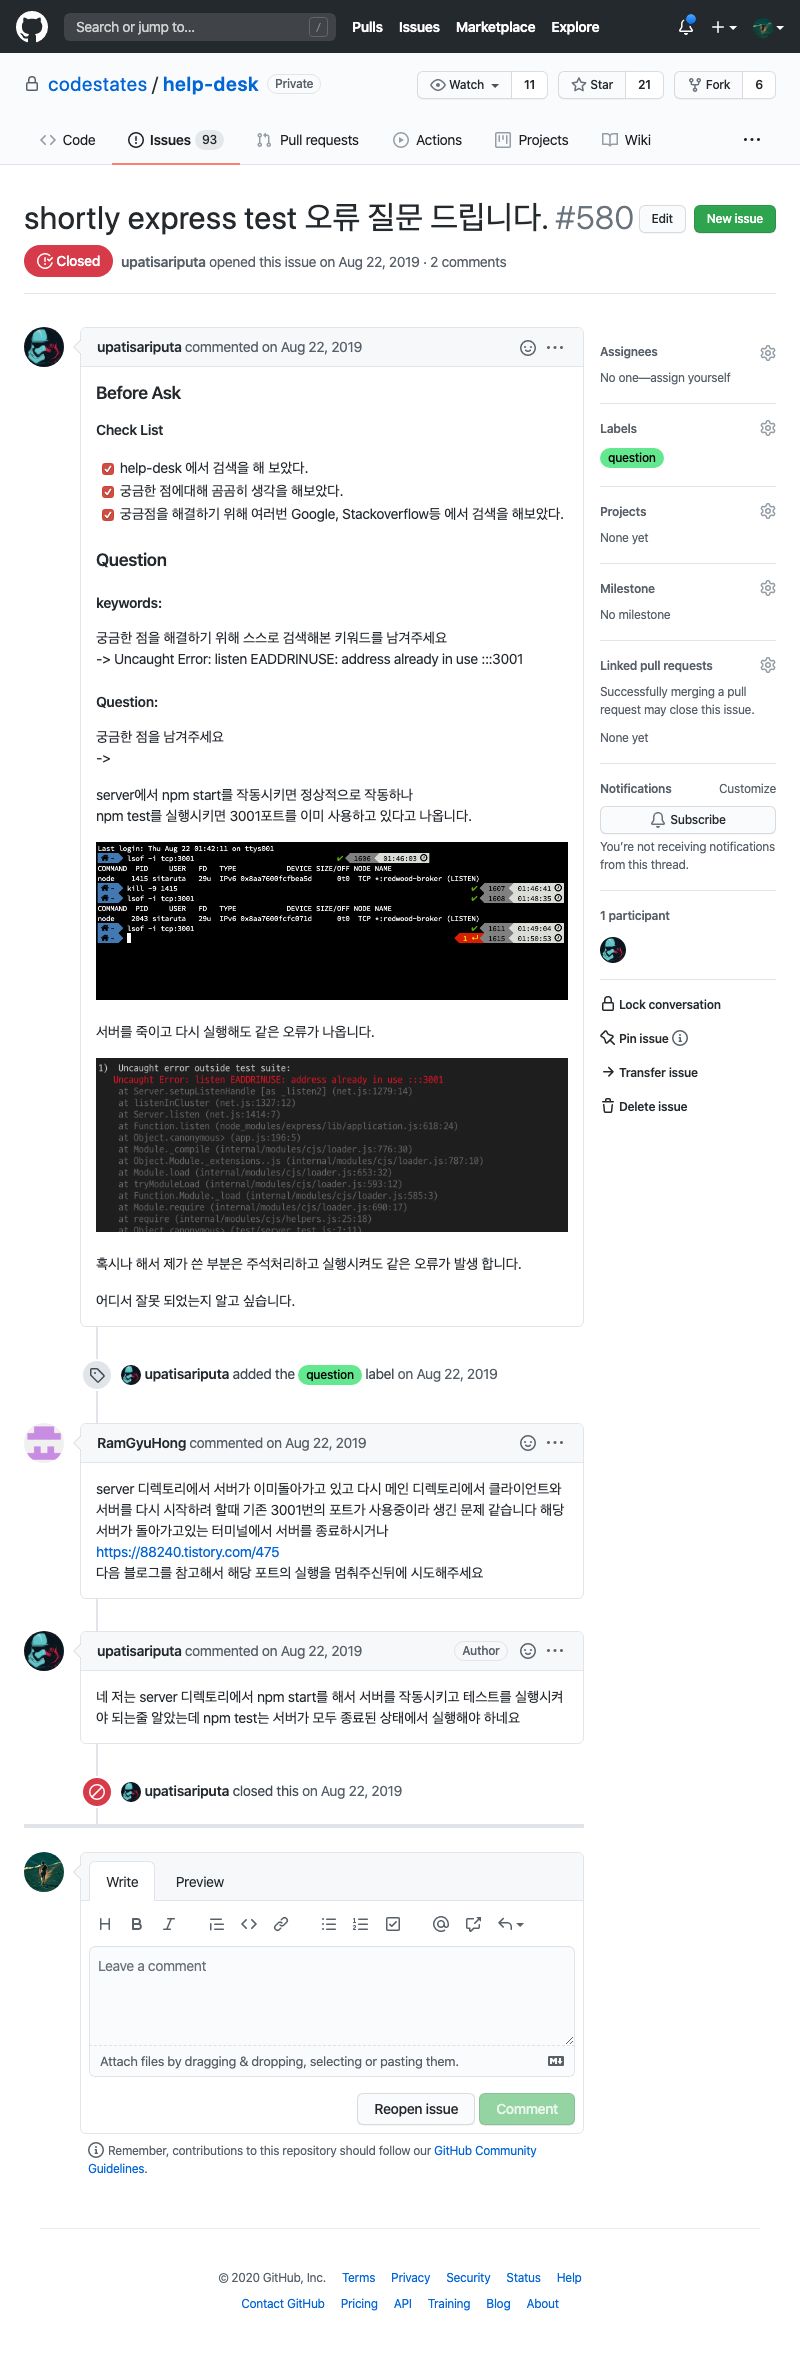 Search or jump to...
/
Pulls
Issues
Marketplace
Explore
codestates / help-desk
Private
Watch
11
Star
21
Fork
6
Code
Issues 93
Pull requests
Actions
Projects
Wiki
shortly express test 오류 질문 드립니다. #580
Edit
New issue
Closed
upatisariputa opened this issue on Aug 22, 2019 · 2 comments
upatisariputa commented on Aug 22, 2019
Before Ask
Check List
help-desk 에서 검색을 해 보았다.
궁금한 점에대해 곰곰히 생각을 해보았다.
궁금점을 해결하기 위해 여러번 Google, Stackoverflow등 에서 검색을 해보았다.
Question
keywords:
궁금한 점을 해결하기 위해 스스로 검색해본 키워드를 남겨주세요
-> Uncaught Error: listen EADDRINUSE: address already in use :::3001
Question:
궁금한 점을 남겨주세요
->
server에서 npm start를 작동시키면 정상적으로 작동하나
npm test를 실행시키면 3001포트를 이미 사용하고 있다고 나옵니다.
Last login: Thu Aug 22 01:42:11 on ttys001
~ lsof -i tcp:3001 ✓ 1606 01:46:03
COMMAND PID USER FD TYPE DEVICE SIZE/OFF NODE NAME
node 1415 sitaruta 29u IPv6 0x8aa7600fcfbea5d 0t0 TCP *:redwood-broker (LISTEN)
~ kill -9 1415 ✓ 1607 01:46:41
~ lsof -i tcp:3001 ✓ 1608 01:48:35
COMMAND PID USER FD TYPE DEVICE SIZE/OFF NODE NAME
node 2043 sitaruta 29u IPv6 0x8aa7600fcfc071d 0t0 TCP *:redwood-broker (LISTEN)
~ lsof -i tcp:3001 ✓ 1611 01:49:04
~ 1 ↵ 1615 01:50:53
서버를 죽이고 다시 실행해도 같은 오류가 나옵니다.
1) Uncaught error outside test suite:
Uncaught Error: listen EADDRINUSE: address already in use :::3001
at Server.setupListenHandle [as _listen2] (net.js:1279:14)
at listenInCluster (net.js:1327:12)
at Server.listen (net.js:1414:7)
at Function.listen (node_modules/express/lib/application.js:618:24)
at Object.<anonymous> (app.js:196:5)
at Module._compile (internal/modules/cjs/loader.js:776:30)
at Object.Module._extensions..js (internal/modules/cjs/loader.js:787:10)
at Module.load (internal/modules/cjs/loader.js:653:32)
at tryModuleLoad (internal/modules/cjs/loader.js:593:12)
at Function.Module._load (internal/modules/cjs/loader.js:585:3)
at Module.require (internal/modules/cjs/loader.js:690:17)
at require (internal/modules/cjs/helpers.js:25:18)
at Object.<anonymous> (test/server_test.js:7:11)
혹시나 해서 제가 쓴 부분은 주석처리하고 실행시켜도 같은 오류가 발생 합니다.
어디서 잘못 되었는지 알고 싶습니다.
upatisariputa added the question label on Aug 22, 2019
RamGyuHong commented on Aug 22, 2019
server 디렉토리에서 서버가 이미돌아가고 있고 다시 메인 디렉토리에서 클라이언트와
서버를 다시 시작하려 할때 기존 3001번의 포트가 사용중이라 생긴 문제 같습니다 해당
서버가 돌아가고있는 터미널에서 서버를 종료하시거나
https://88240.tistory.com/475
다음 블로그를 참고해서 해당 포트의 실행을 멈춰주신뒤에 시도해주세요
upatisariputa commented on Aug 22, 2019
Author
네 저는 server 디렉토리에서 npm start를 해서 서버를 작동시키고 테스트를 실행시켜
야 되는줄 알았는데 npm test는 서버가 모두 종료된 상태에서 실행해야 하네요
upatisariputa closed this on Aug 22, 2019
Write
Preview
Leave a comment
Attach files by dragging & dropping, selecting or pasting them.
Reopen issue
Comment
Remember, contributions to this repository should follow our GitHub Community
Guidelines.
Assignees
No one—assign yourself
Labels
question
Projects
None yet
Milestone
No milestone
Linked pull requests
Successfully merging a pull
request may close this issue.
None yet
Notifications
Customize
Subscribe
You're not receiving notifications
from this thread.
1 participant
Lock conversation
Pin issue
Transfer issue
Delete issue
© 2020 GitHub, Inc.
Terms
Privacy
Security
Status
Help
Contact GitHub
Pricing
API
Training
Blog
About